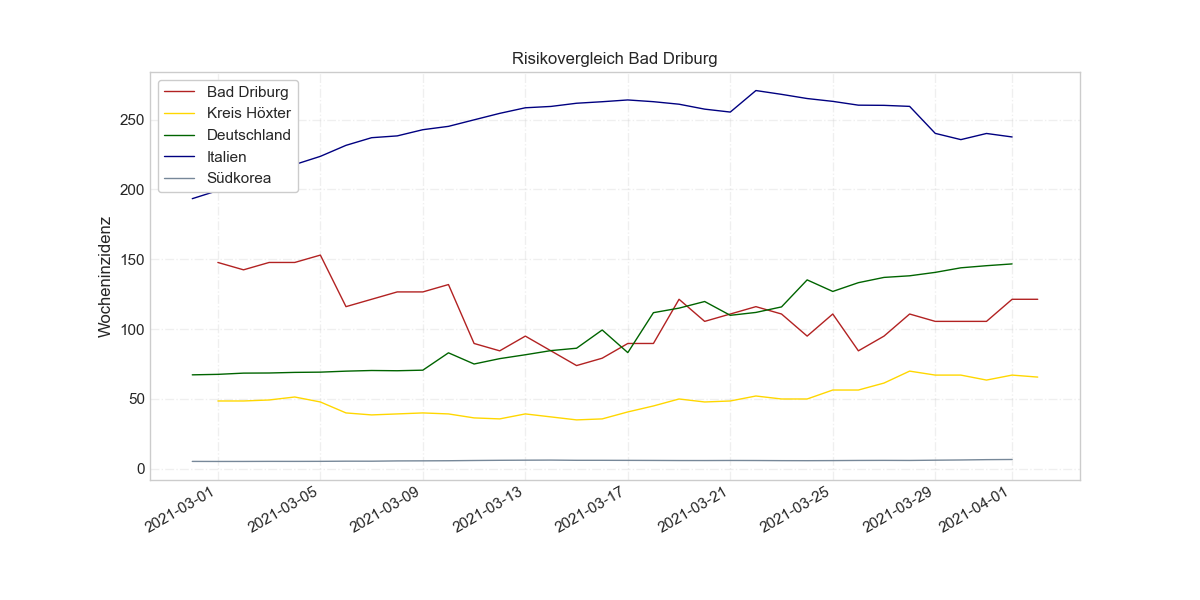 Risikovergleich Bad Driburg
Bad Driburg
Kreis Höxter
Deutschland
Italien
Südkorea
Wocheninzidenz
250
200
150
100
50
0
2021-03-01
2021-03-05
2021-03-09
2021-03-13
2021-03-17
2021-03-21
2021-03-25
2021-03-29
2021-04-01